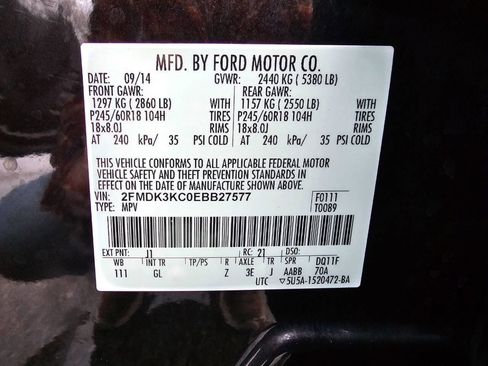 MFD. BY FORD MOTOR CO.
DATE: 09/14 GVWR: 2440 KG ( 5380 LB)
FRONT GAWR: REAR GAWR:
1297 KG (2860 LB) WITH 1157 KG (2550 LB) WITH
P245/60R18 104H TIRES P245/60R18 104H TIRES
18x8.0J RIMS 18x8.0J RIMS
AT 240 kPa/ 35 PSI COLD AT 240 kPa/ 35 PSI COLD
THIS VEHICLE CONFORMS TO ALL APPLICABLE FEDERAL MOTOR
VEHICLE SAFETY AND THEFT PREVENTION STANDARDS IN
EFFECT ON THE DATE OF MANUFACTURE SHOWN ABOVE.
VIN: 2FMDK3KC0EBB27577 F0111
TYPE: MPV T0089
EXT PNT: J1 RC: 21 DSO:
WB INT TR TP/PS R AXLE TR SPR DQ11F
111 GL Z 3E J AABB 70A
UTC ▽5U5A-1520472-BA